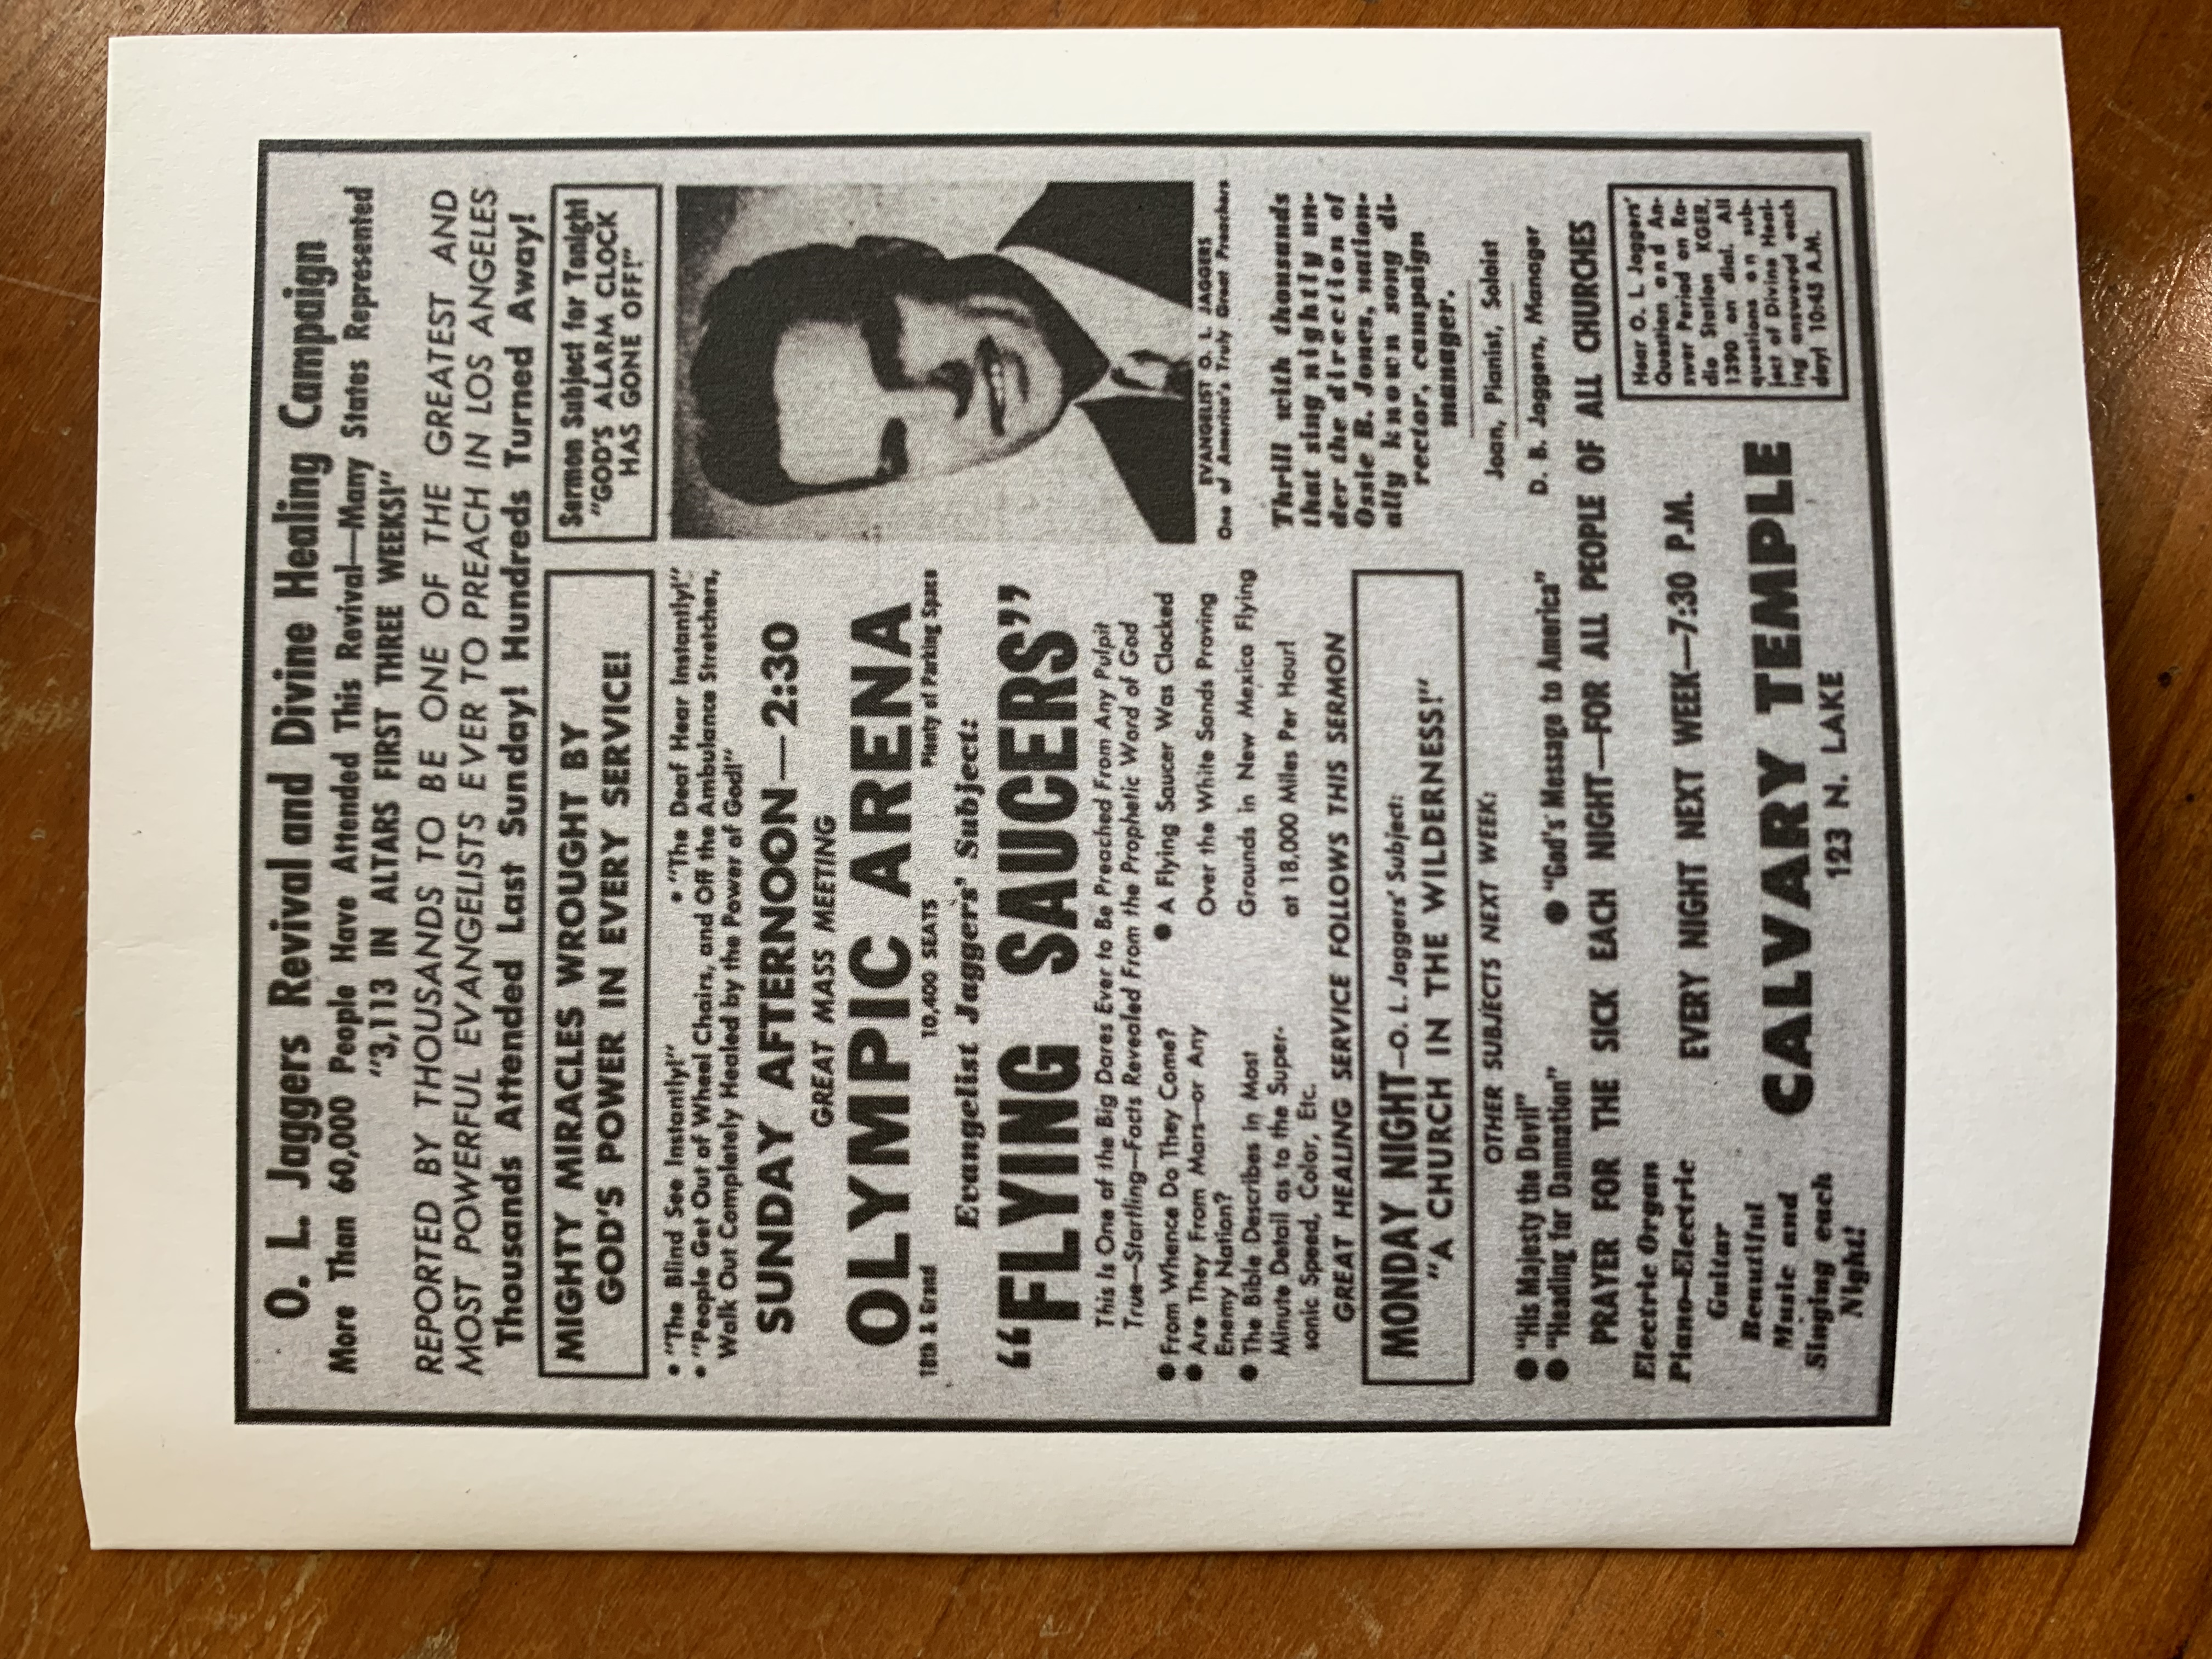 O. L. Jaggers Revival and Divine Healing Campaign
More Than 60,000 People Have Attended This Revival—Many States Represented
"3,113 IN ALTARS FIRST THREE WEEKS!"
REPORTED BY THOUSANDS TO BE ONE OF THE GREATEST AND
MOST POWERFUL EVANGELISTS EVER TO PREACH IN LOS ANGELES
Thousands Attended Last Sunday! Hundreds Turned Away!
MIGHTY MIRACLES WROUGHT BY
GOD'S POWER IN EVERY SERVICE!
Sermon Subject for Tonight
"GOD'S ALARM CLOCK
HAS GONE OFF!"
• "The Blind See Instantly!" • "The Deaf Hear Instantly!"
• "People Get Out of Wheel Chairs, and Off the Ambulance Stretchers,
Walk Out Completely Healed by the Power of God!"
SUNDAY AFTERNOON—2:30
GREAT MASS MEETING
OLYMPIC ARENA
18th & Grand 10,400 SEATS Plenty of Parking Space
Evangelist Jaggers' Subject:
"FLYING SAUCERS"
This Is One of the Big Dares Ever to Be Preached From Any Pulpit
True—Startling—Facts Revealed From the Prophetic Word of God
● From Whence Do They Come?
● Are They From Mars—or Any
Enemy Nation?
● The Bible Describes in Most
Minute Detail as to the Super-
sonic Speed, Color, Etc.
● A Flying Saucer Was Clocked
Over the White Sands Proving
Grounds in New Mexico Flying
at 18,000 Miles Per Hour!
GREAT HEALING SERVICE FOLLOWS THIS SERMON
EVANGELIST O. L. JAGGERS
One of America's Truly Great Preachers
Thrill with thousands
that sing nightly un-
der the direction of
Ossie B. Jones, nation-
ally known song di-
rector, campaign
manager.
Joan, Pianist, Soloist
D. B. Jaggers, Manager
MONDAY NIGHT—O. L. Jaggers' Subject:
"A CHURCH IN THE WILDERNESS!"
OTHER SUBJECTS NEXT WEEK:
● "His Majesty the Devil" ● "God's Message to America"
● "Heading for Damnation"
PRAYER FOR THE SICK EACH NIGHT—FOR ALL PEOPLE OF ALL CHURCHES
Electric Organ
Piano—Electric
Guitar
Beautiful
Music and
Singing each
Night!
EVERY NIGHT NEXT WEEK—7:30 P.M.
CALVARY TEMPLE
123 N. LAKE
Hear O. L. Jaggers'
Question and An-
swer Period on Ra-
dio Station KGER,
1390 on dial. All
questions on sub-
ject of Divine Heal-
ing answered each
day! 10:45 A.M.